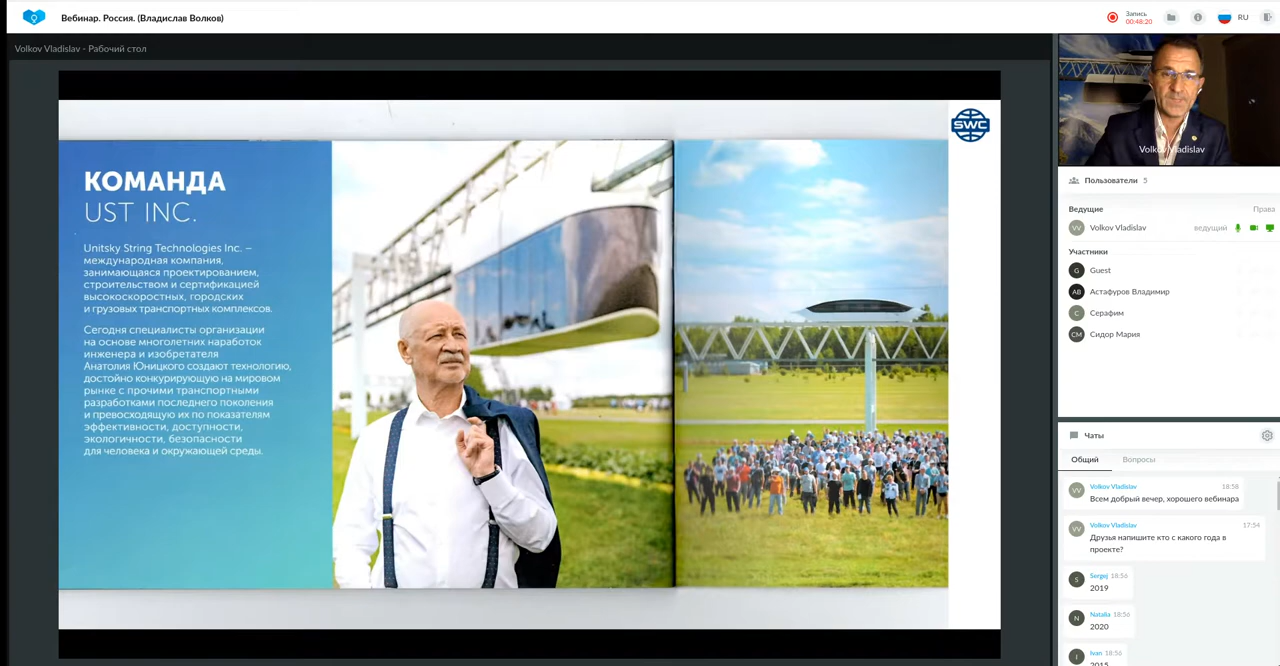 Вебинар. Россия. (Владислав Волков)
Запись
00:48:20
RU
Volkov Vladislav - Рабочий стол
SWC
КОМАНДА
UST INC.
Unitsky String Technologies Inc. –
международная компания,
занимающаяся проектированием,
строительством и сертификацией
высокоскоростных, городских
и грузовых транспортных комплексов.
Сегодня специалисты организации
на основе многолетних наработок
инженера и изобретателя
Анатолия Юницкого создают технологию,
достойно конкурирующую на мировом
рынке с прочими транспортными
разработками последнего поколения
и превосходящую их по показателям
эффективности, доступности,
экологичности, безопасности
для человека и окружающей среды.
Volkov Vladislav
Пользователи 5
Ведущие Права
VV Volkov Vladislav ведущий
Участники
G Guest
АВ Астафуров Владимир
С Серафим
СМ Сидор Мария
Чаты
Общий Вопросы
VV Volkov Vladislav 18:58
Всем добрый вечер, хорошего вебинара
VV Volkov Vladislav 17:54
Друзья напишите кто с какого года в
проекте?
S Sergej 18:56
2019
N Natalia 18:56
2020
I Ivan 18:56
2015